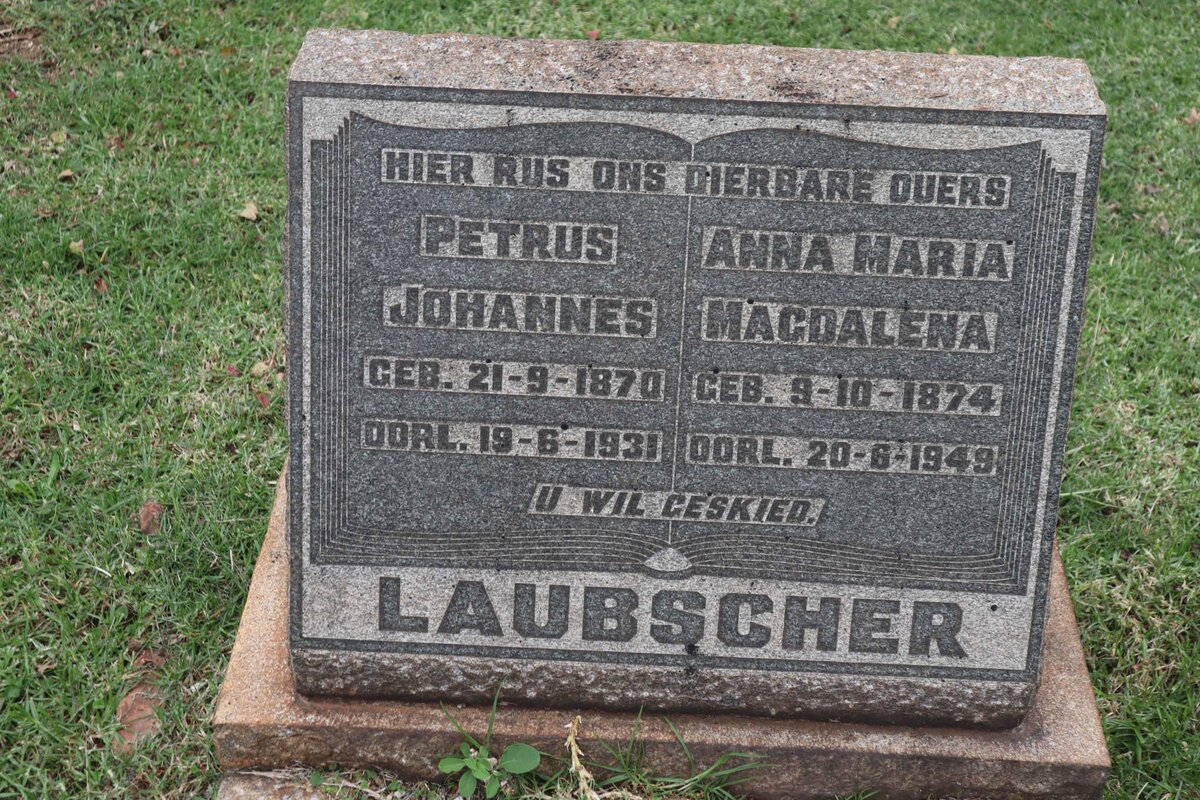 HIER RUS ONS DIERBARE OUERS
PETRUS
JOHANNES
GEB. 21-9-1870
OORL. 19-6-1931
ANNA MARIA
MAGDALENA
GEB. 9-10-1874
OORL. 20-6-1949
U WIL GESKIED.
LAUBSCHER